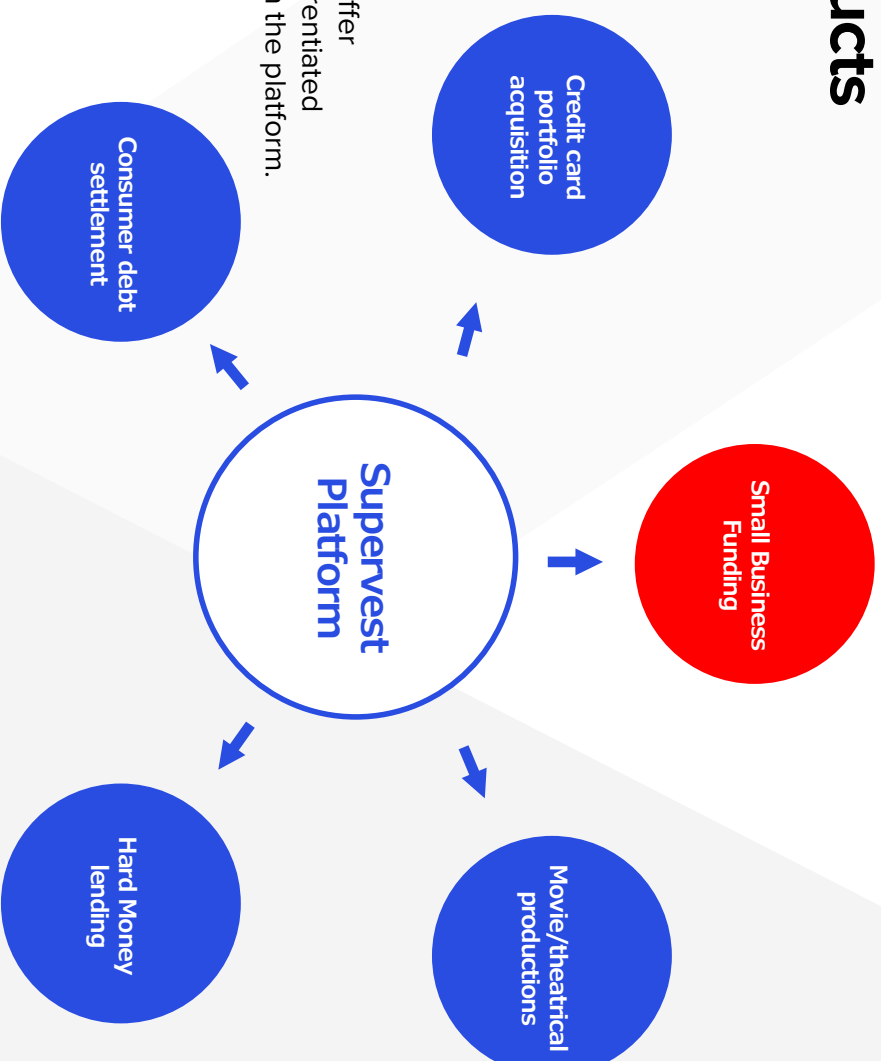 ucts
Small Business
Funding
Credit card
portfolio
acquisition
Movie/theatrical
productions
Supervest
Platform
ffer
rentiated
the platform.
Consumer debt
settlement
Hard Money
lending